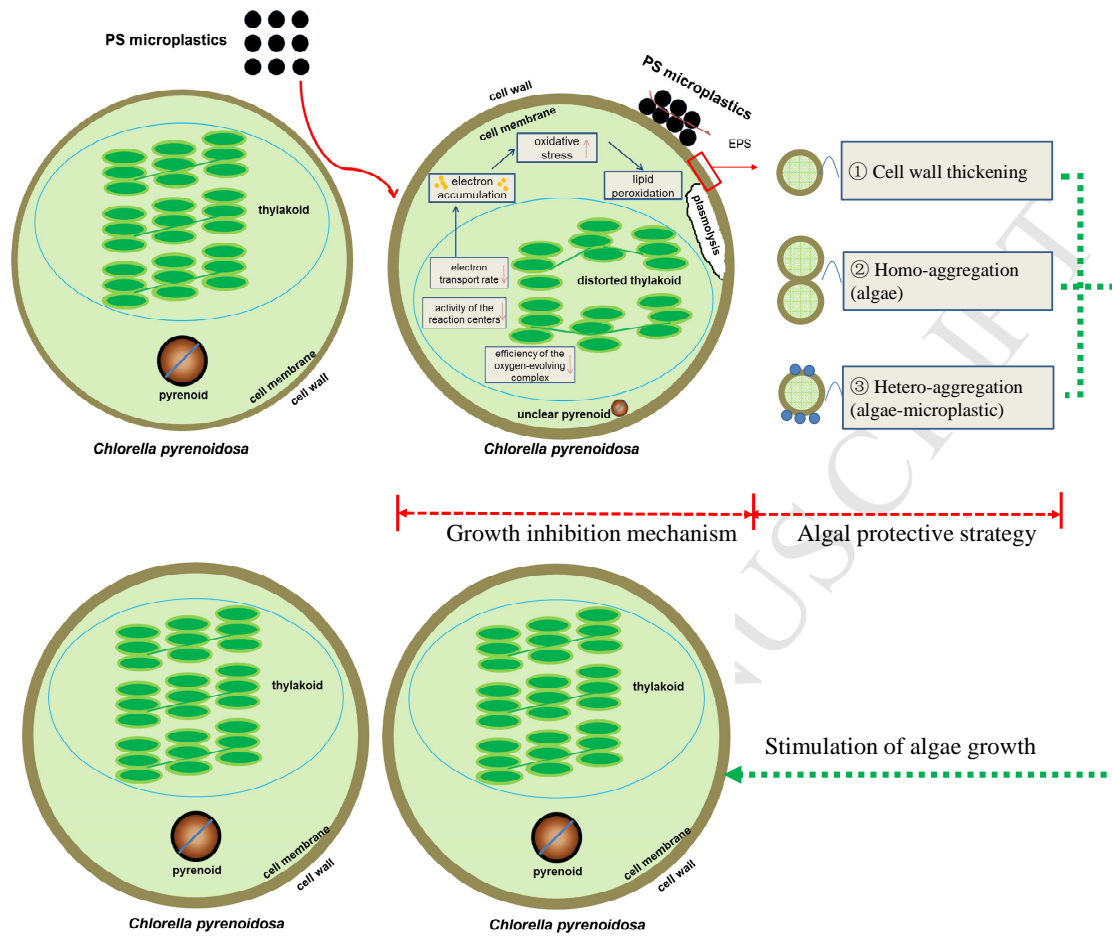 PS microplastics
thylakoid
pyrenoid
cell membrane
cell wall
Chlorella pyrenoidosa
cell wall
cell membrane
PS microplastics
EPS
oxidative
stress
electron
accumulation
lipid
peroxidation
plasmolysis
electron
transport rate
distorted thylakoid
activity of the
reaction centers
efficiency of the
oxygen-evolving
complex
unclear pyrenoid
Chlorella pyrenoidosa
① Cell wall thickening
② Homo-aggregation
(algae)
③ Hetero-aggregation
(algae-microplastic)
Growth inhibition mechanism
Algal protective strategy
thylakoid
pyrenoid
cell membrane
cell wall
Chlorella pyrenoidosa
thylakoid
pyrenoid
cell membrane
cell wall
Chlorella pyrenoidosa
Stimulation of algae growth